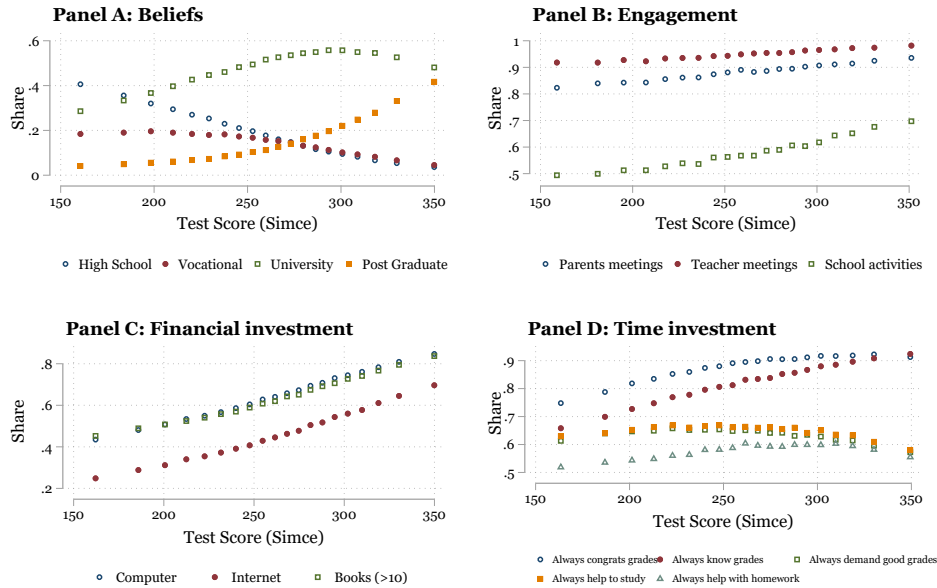 Panel A: Beliefs
Share
.6
.4
.2
0
150 200 250 300 350
Test Score (Simce)
High School Vocational University Post Graduate
Panel B: Engagement
Share
1
.9
.8
.7
.6
.5
150 200 250 300 350
Test Score (Simce)
Parents meetings Teacher meetings School activities
Panel C: Financial investment
Share
.8
.6
.4
.2
150 200 250 300 350
Test Score (Simce)
Computer Internet Books (>10)
Panel D: Time investment
Share
.9
.8
.7
.6
.5
150 200 250 300 350
Test Score (Simce)
Always congrats grades Always know grades Always demand good grades
Always help to study Always help with homework